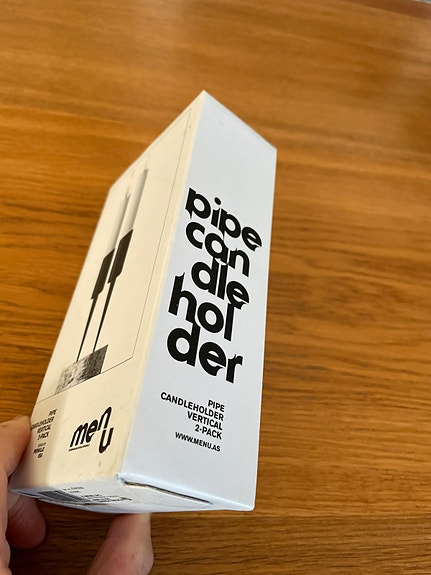 pipe
can
dle
hol
der
PIPE
CANDLEHOLDER
VERTICAL
2-PACK
WWW.MENU.AS
PIPE
CANDLEHOLDER
VERTICAL
2-PACK
menu